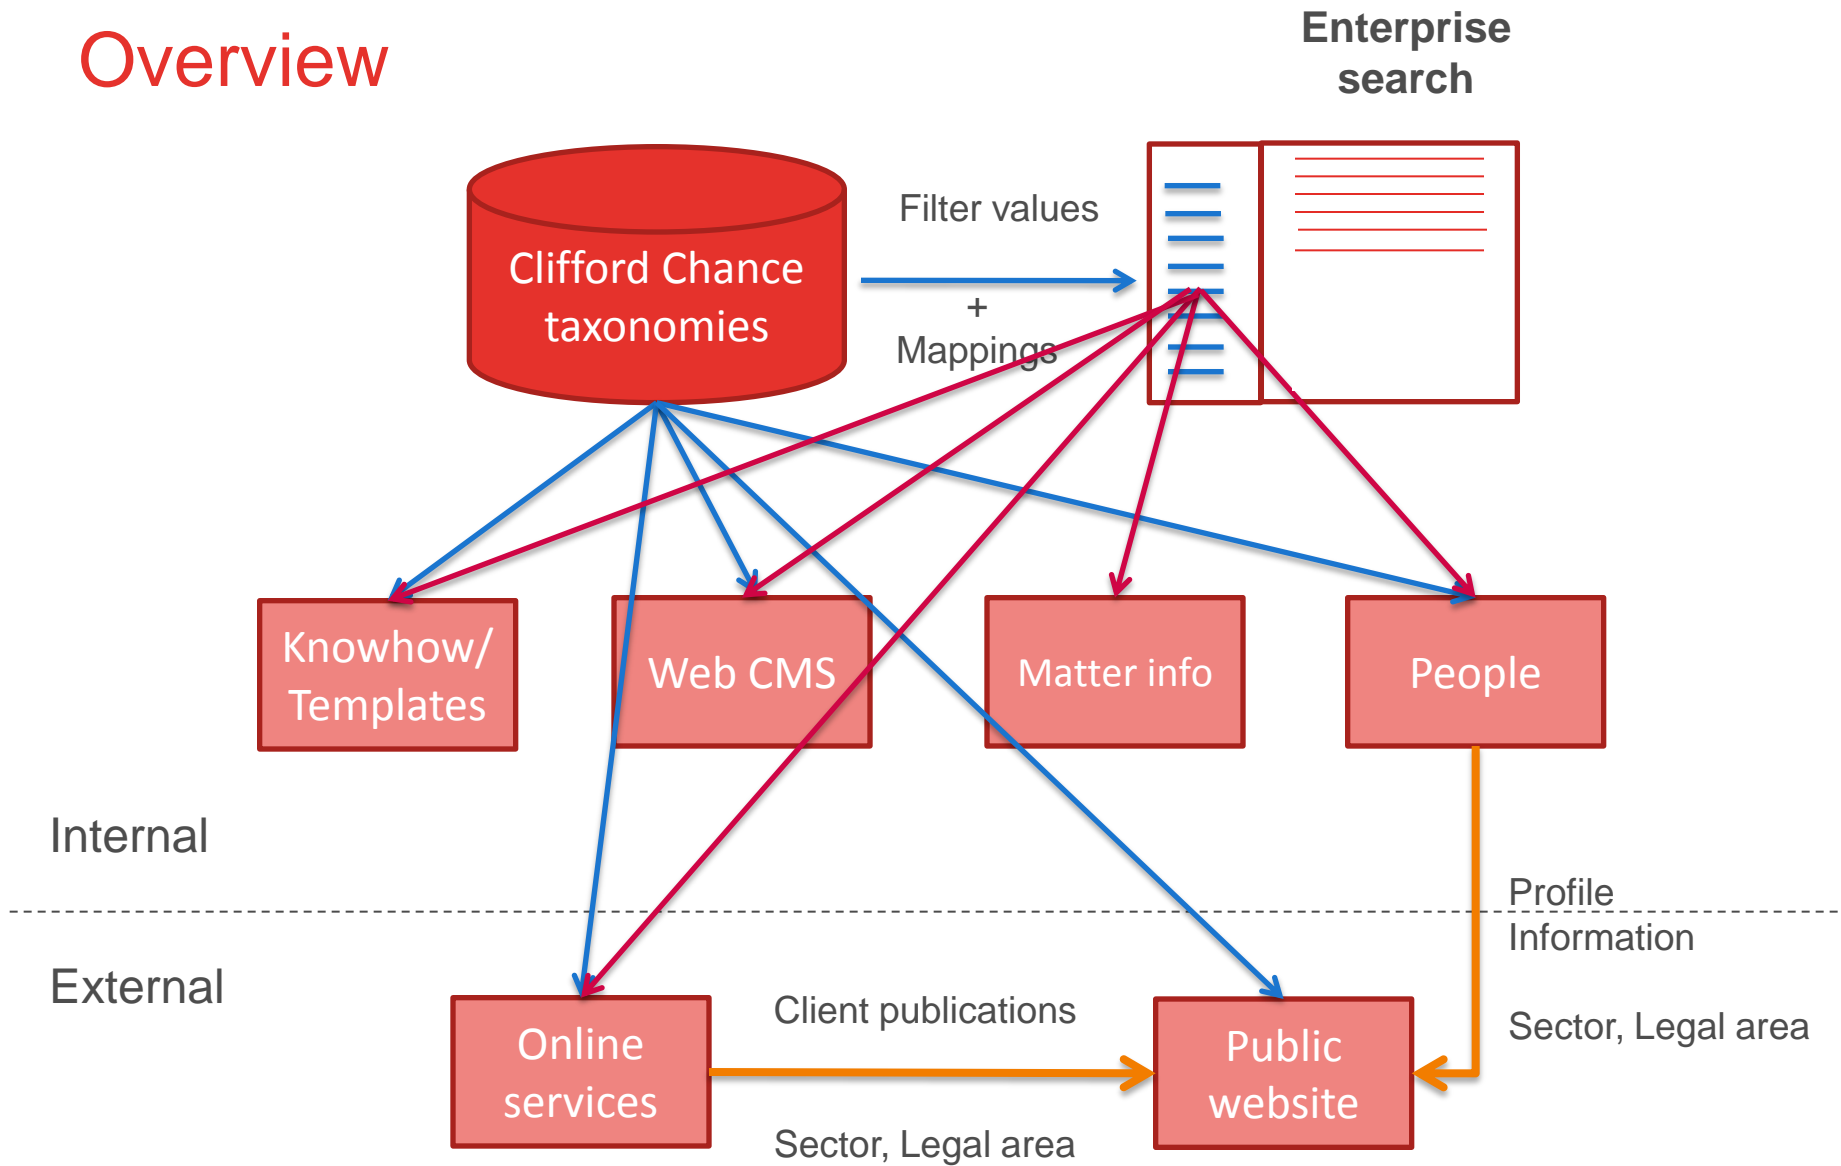 Overview
Enterprise
search
Clifford Chance
taxonomies
Filter values
+
Mappings
Knowhow/
Templates
Web CMS
Matter info
People
Internal
External
Profile
Information
Sector, Legal area
Online
services
Client publications
Sector, Legal area
Public
website